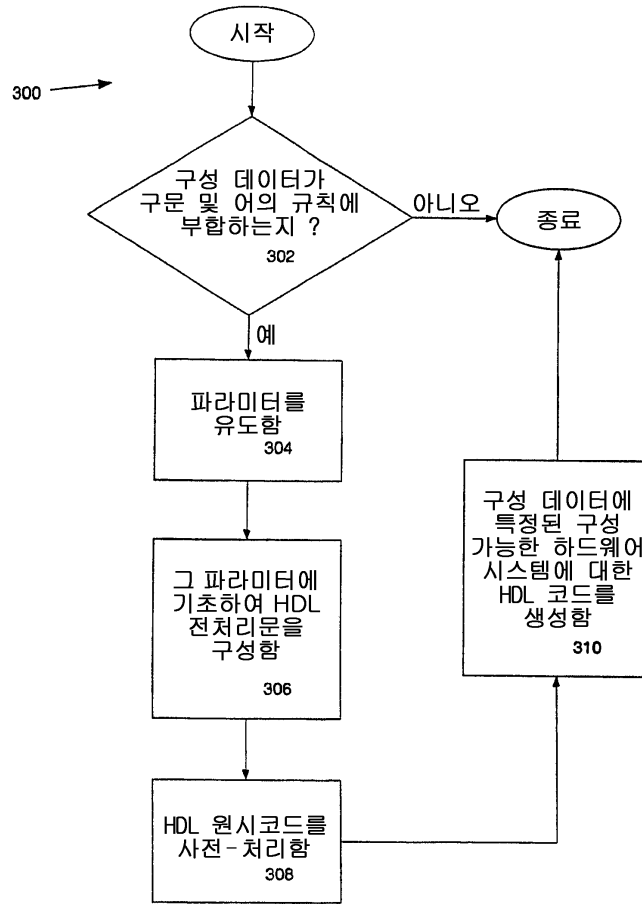 시작
300
구성 데이터가
구문 및 어의 규칙에
부합하는지 ?
302
아니오
종료
예
파라미터를
유도함
304
그 파라미터에
기초하여 HDL
전처리문을
구성함
306
HDL 원시코드를
사전-처리함
308
구성 데이터에
특정된 구성
가능한 하드웨어
시스템에 대한
HDL 코드를
생성함
310